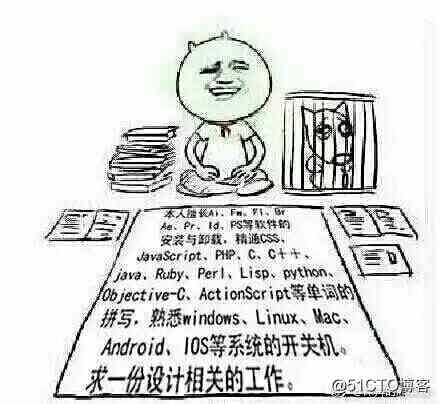 本人擅长Ai、Fw、Fl、Br
Ae、Pr、Id、PS等软件的
安装与卸载，精通CSS、
JavaScript、PHP、C、C＋＋、
java、Ruby、Perl、Lisp、python、
Objective-C、ActionScript等单词的
拼写，熟悉windows、Linux、Mac、
Android、IOS等系统的开关机。
求一份设计相关的工作。
@51CTO博客